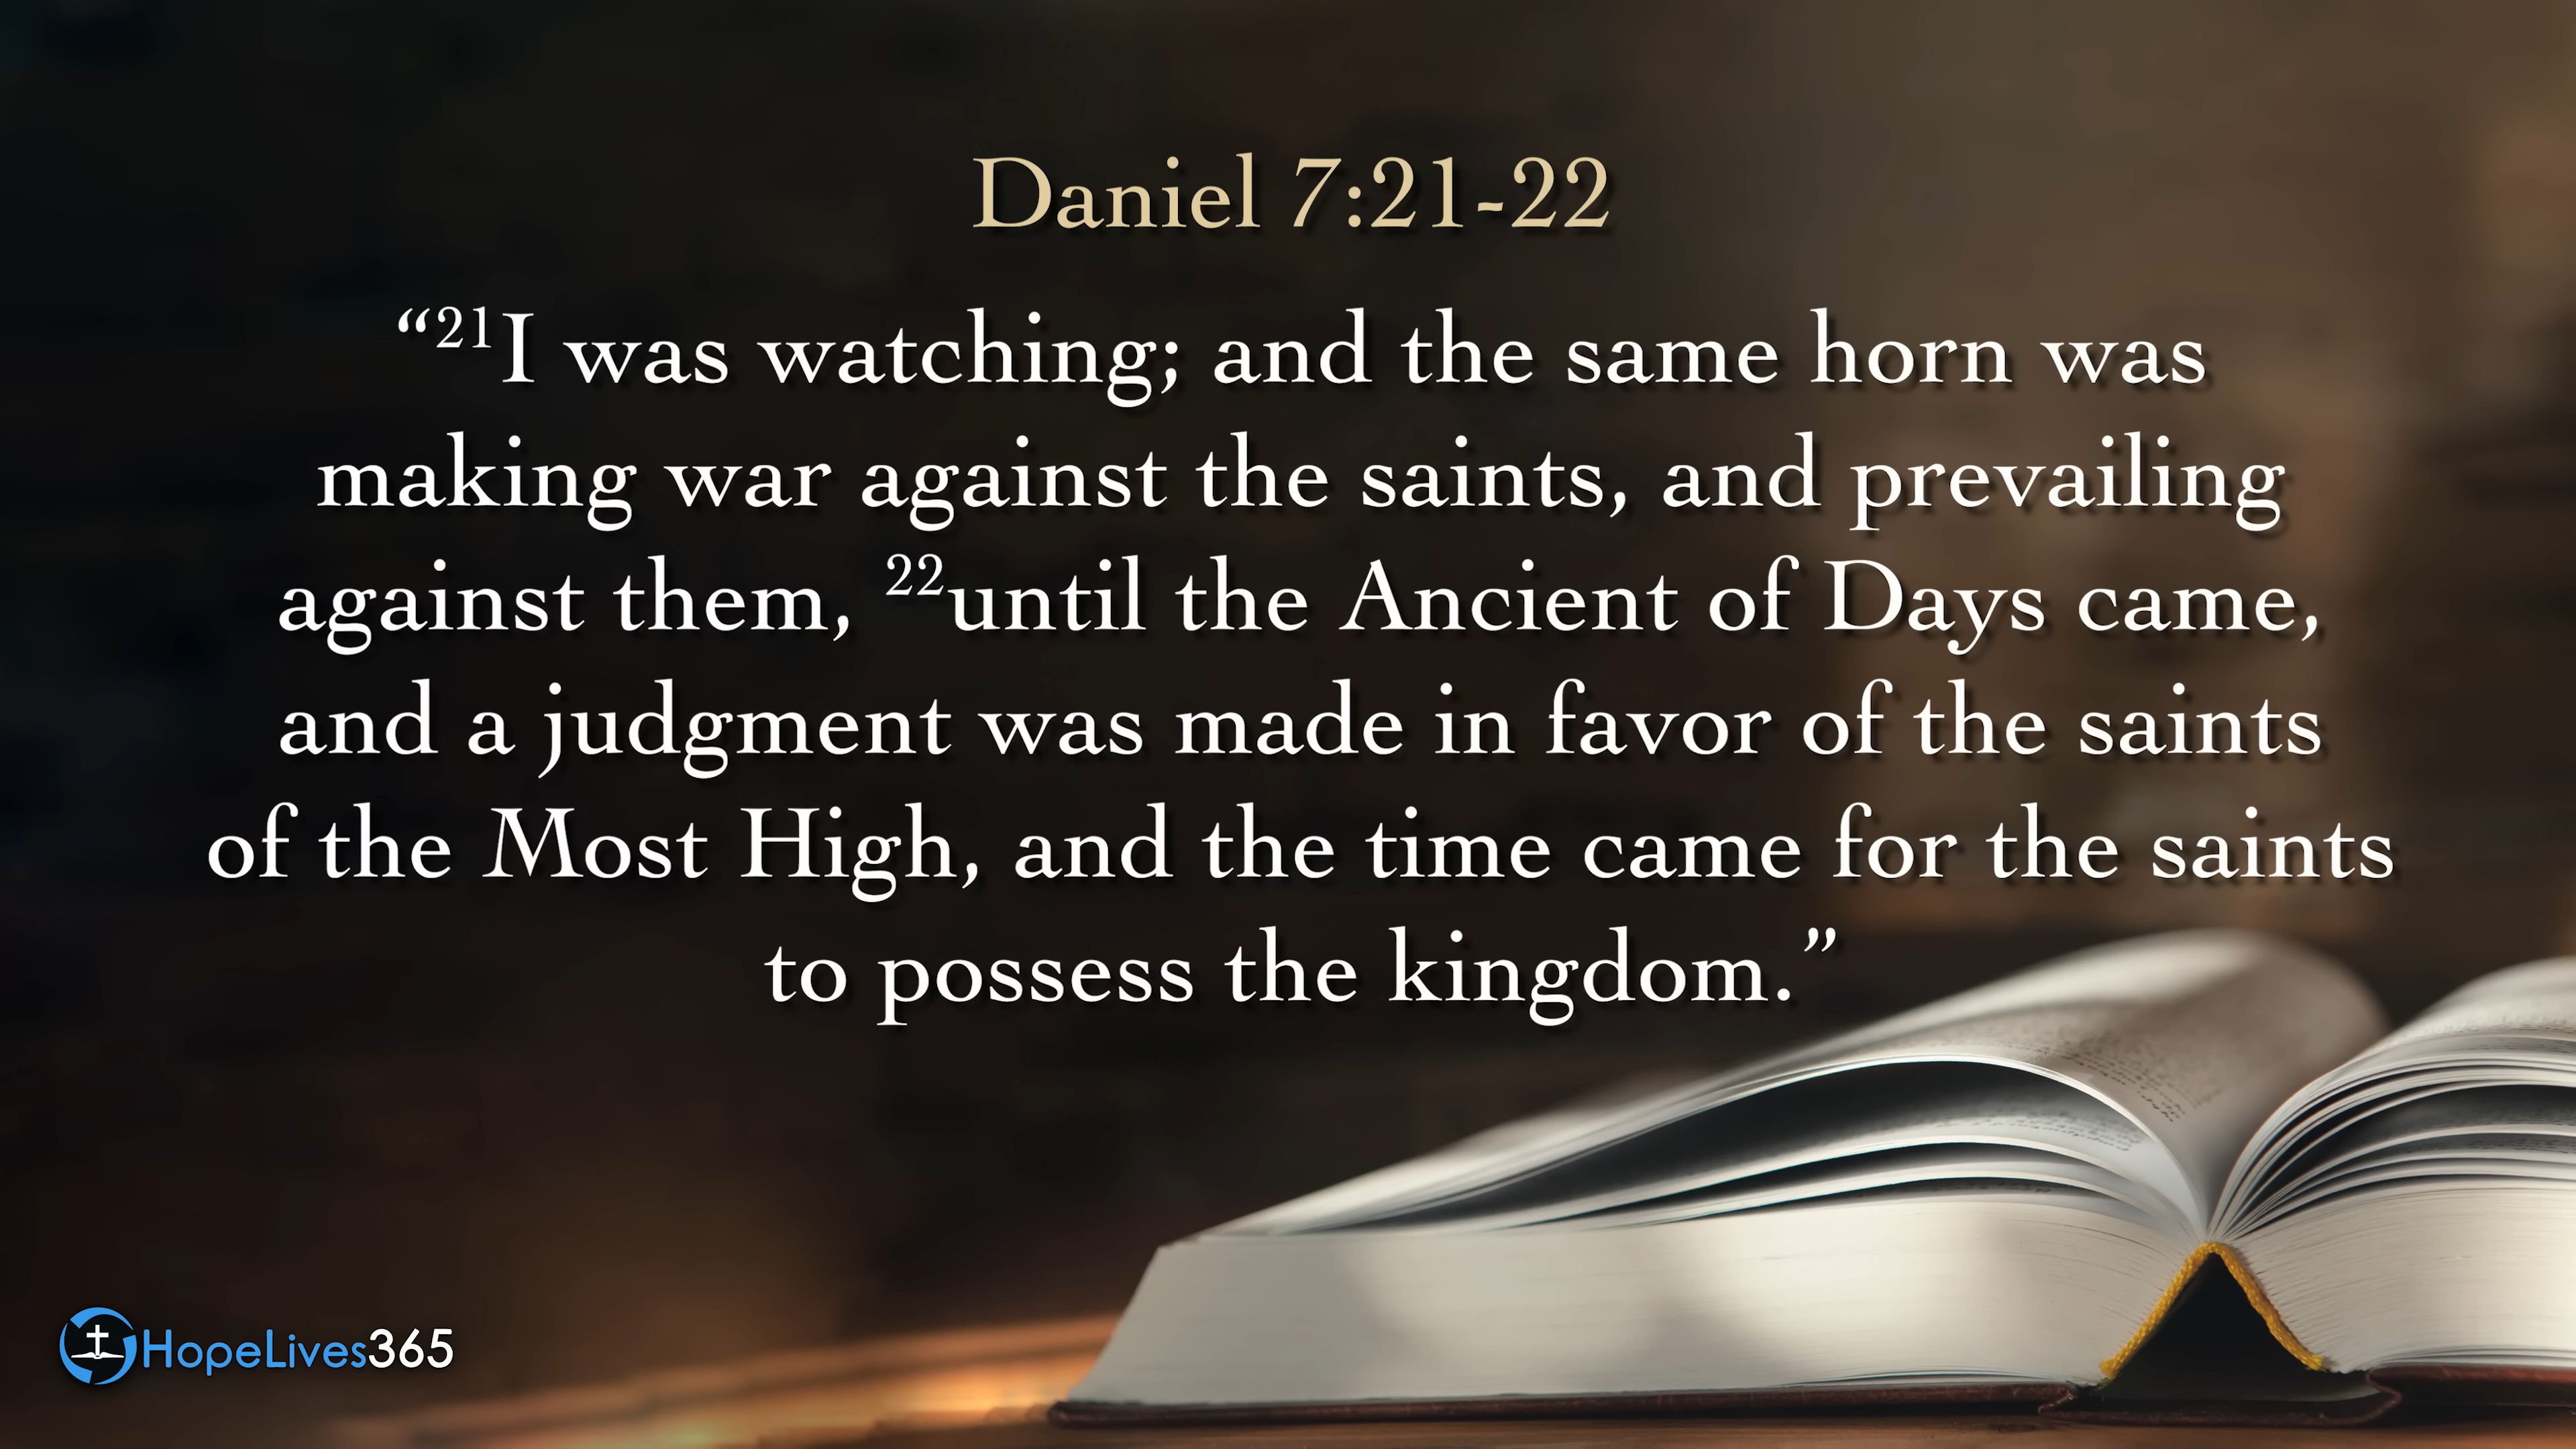 Daniel 7:21-22
“²¹I was watching; and the same horn was
making war against the saints, and prevailing
against them, ²²until the Ancient of Days came,
and a judgment was made in favor of the saints
of the Most High, and the time came for the saints
to possess the kingdom.”
HopeLives365